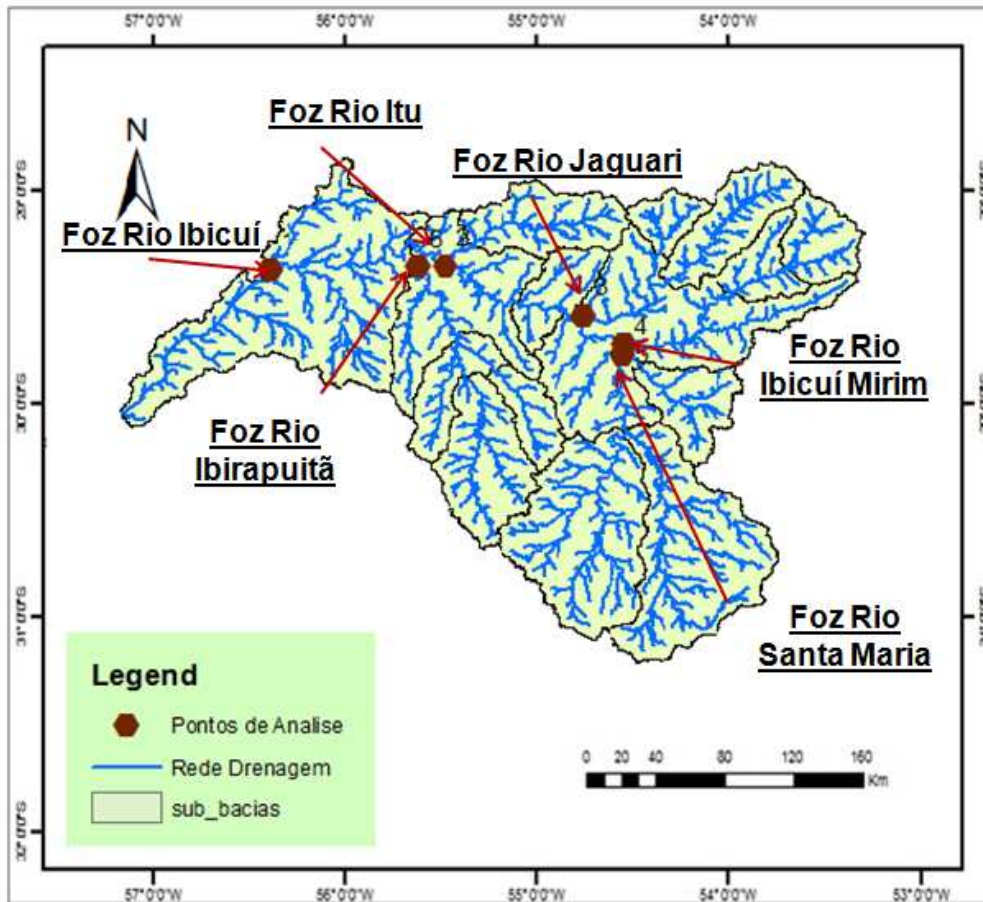 57°0'0"W 56°0'0"W 55°0'0"W 54°0'0"W
Foz Rio Itu
N
Foz Rio Jaguari
29°0'0"S
Foz Rio Ibicuí
4
Foz Rio
Ibicuí Mirim
30°0'0"S
Foz Rio
Ibirapuitã
31°0'0"S
Foz Rio
Santa Maria
Legend
Pontos de Analise
Rede Drenagem
sub_bacias
0 20 40 80 120 160
Km
32°0'0"S
57°0'0"W 56°0'0"W 55°0'0"W 54°0'0"W 53°0'0"W